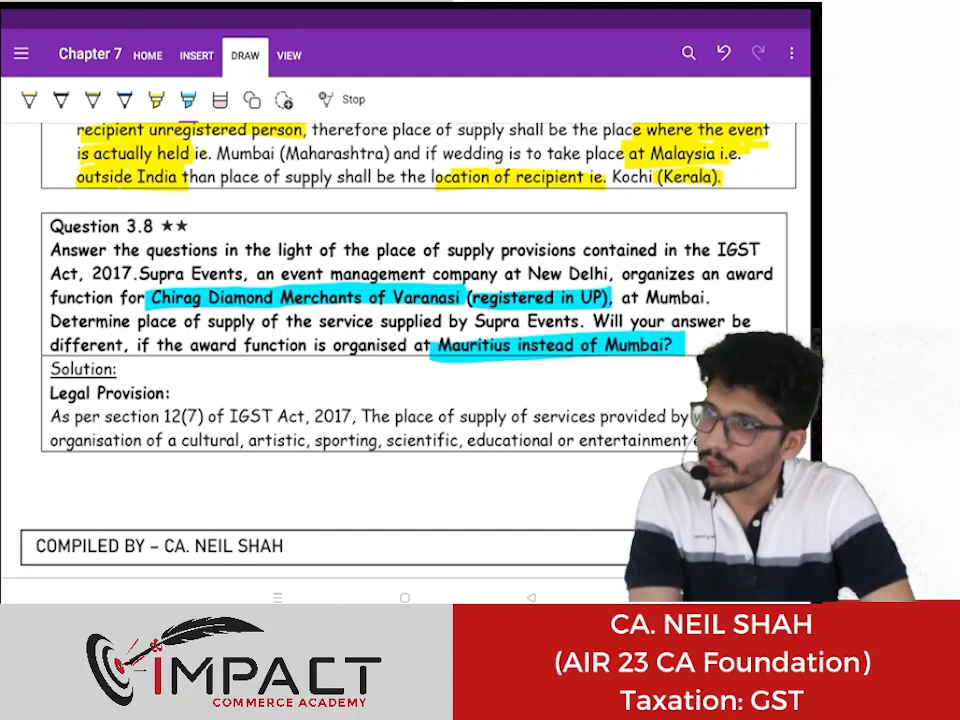 Chapter 7 HOME INSERT DRAW VIEW
Stop
recipient unregistered person, therefore place of supply shall be the place where the event
is actually held ie. Mumbai (Maharashtra) and if wedding is to take place at Malaysia i.e.
outside India than place of supply shall be the location of recipient ie. Kochi (Kerala).
Question 3.8 ★★
Answer the questions in the light of the place of supply provisions contained in the IGST
Act, 2017.Supra Events, an event management company at New Delhi, organizes an award
function for Chirag Diamond Merchants of Varanasi (registered in UP), at Mumbai.
Determine place of supply of the service supplied by Supra Events. Will your answer be
different, if the award function is organised at Mauritius instead of Mumbai?
Solution:
Legal Provision:
As per section 12(7) of IGST Act, 2017, The place of supply of services provided by
organisation of a cultural, artistic, sporting, scientific, educational or entertainment
COMPILED BY – CA. NEIL SHAH
IMPACT
COMMERCE ACADEMY
CA. NEIL SHAH
(AIR 23 CA Foundation)
Taxation: GST